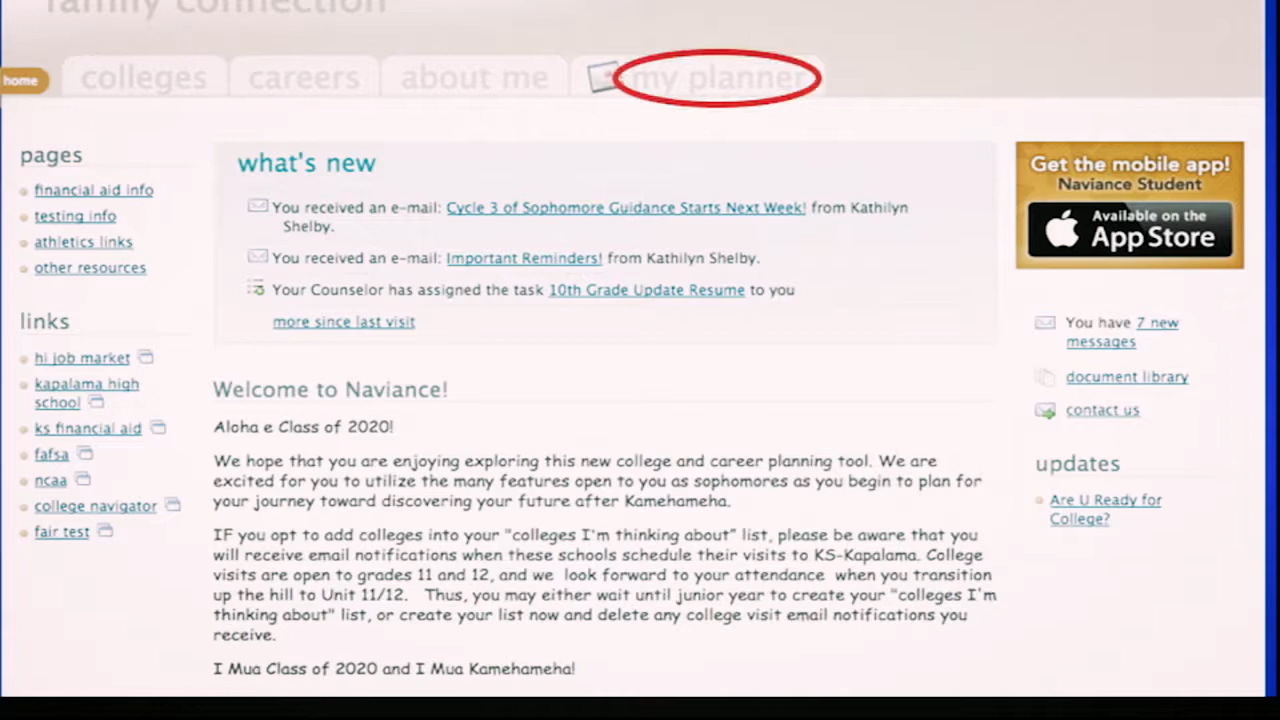 family connection
home
colleges
careers
about me
my planner
pages
financial aid info
testing info
athletics links
other resources
links
hi job market
kapalama high
school
ks financial aid
fafsa
ncaa
college navigator
fair test
what's new
You received an e-mail: Cycle 3 of Sophomore Guidance Starts Next Week! from Kathilyn
Shelby.
You received an e-mail: Important Reminders! from Kathilyn Shelby.
Your Counselor has assigned the task 10th Grade Update Resume to you
more since last visit
Welcome to Naviance!
Aloha e Class of 2020!
We hope that you are enjoying exploring this new college and career planning tool. We are
excited for you to utilize the many features open to you as sophomores as you begin to plan for
your journey toward discovering your future after Kamehameha.
IF you opt to add colleges into your "colleges I'm thinking about" list, please be aware that you
will receive email notifications when these schools schedule their visits to KS-Kapalama. College
visits are open to grades 11 and 12, and we look forward to your attendance when you transition
up the hill to Unit 11/12. Thus, you may either wait until junior year to create your "colleges I'm
thinking about" list, or create your list now and delete any college visit email notifications you
receive.
I Mua Class of 2020 and I Mua Kamehameha!
Get the mobile app!
Naviance Student
Available on the
App Store
You have 7 new
messages
document library
contact us
updates
Are U Ready for
College?